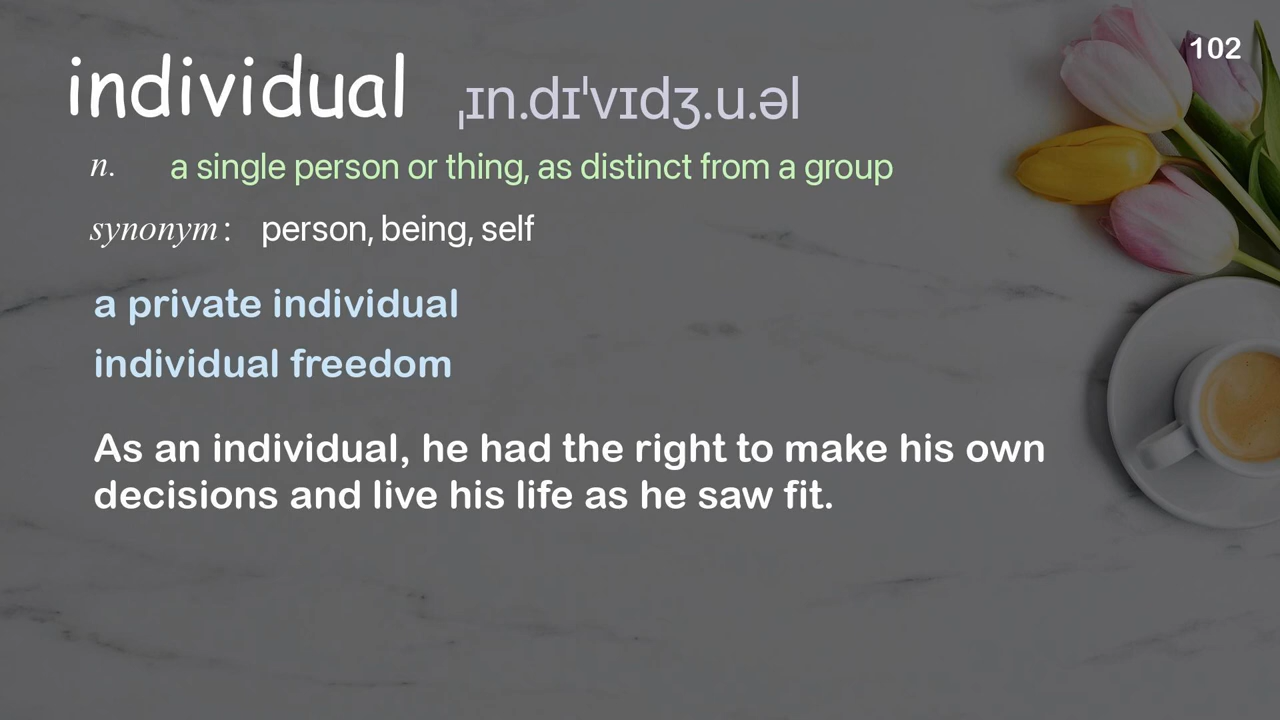 102
individual ˌɪn.dɪˈvɪdʒ.u.əl
n. a single person or thing, as distinct from a group
synonym: person, being, self
a private individual
individual freedom
As an individual, he had the right to make his own
decisions and live his life as he saw fit.